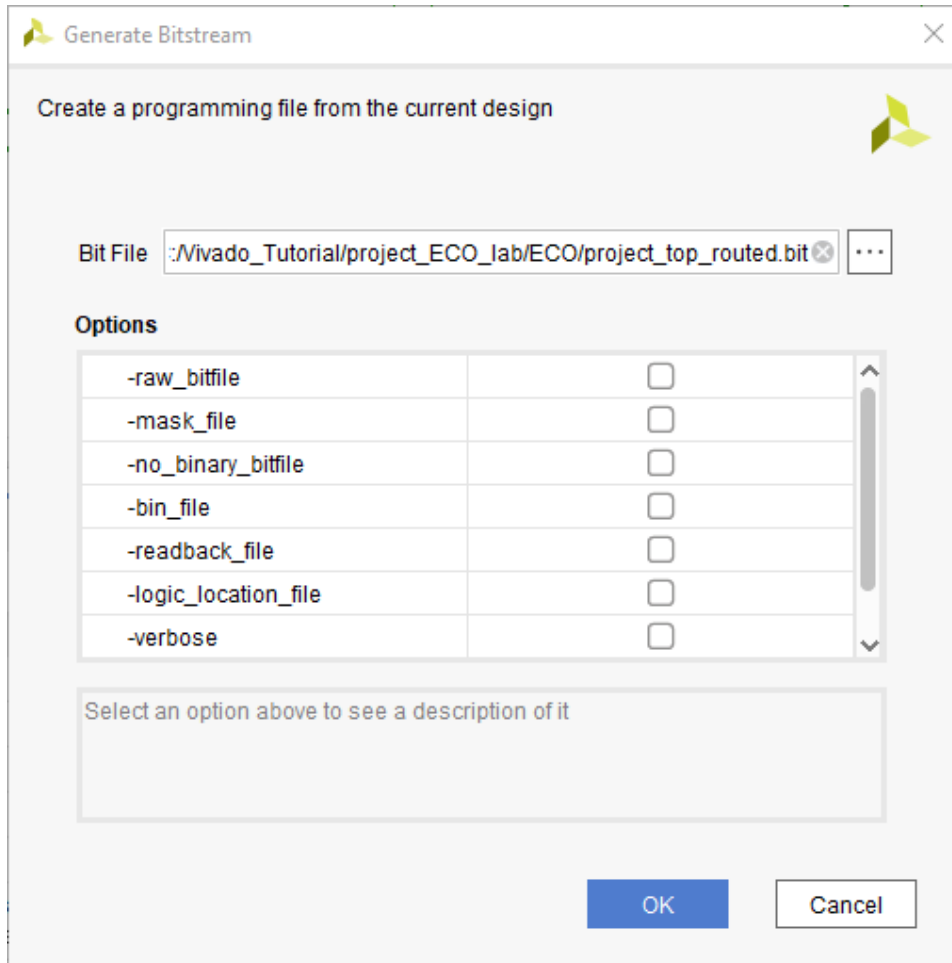 Generate Bitstream
Create a programming file from the current design
Bit File :/Vivado_Tutorial/project_ECO_lab/ECO/project_top_routed.bit ...
Options
-raw_bitfile
-mask_file
-no_binary_bitfile
-bin_file
-readback_file
-logic_location_file
-verbose
Select an option above to see a description of it
OK Cancel